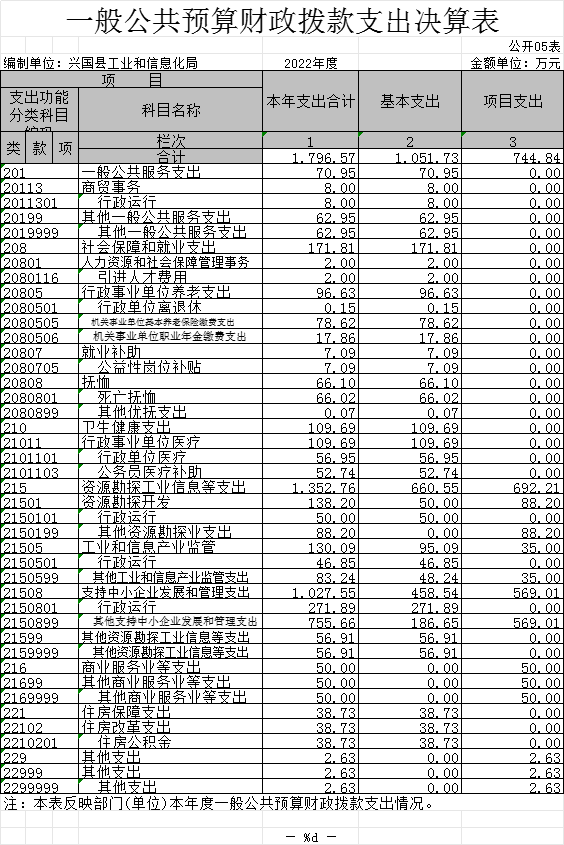 一般公共预算财政拨款支出决算表
公开05表
编制单位：兴国县工业和信息化局 2022年度 金额单位：万元
项 目 本年支出合计 基本支出 项目支出
支出功能分类科目编码 科目名称
类 款 项 栏次 1 2 3
合计 1,796.57 1,051.73 744.84
201 一般公共服务支出 70.95 70.95 0.00
20113 商贸事务 8.00 8.00 0.00
2011301 行政运行 8.00 8.00 0.00
20199 其他一般公共服务支出 62.95 62.95 0.00
2019999 其他一般公共服务支出 62.95 62.95 0.00
208 社会保障和就业支出 171.81 171.81 0.00
20801 人力资源和社会保障管理事务 2.00 2.00 0.00
2080116 引进人才费用 2.00 2.00 0.00
20805 行政事业单位养老支出 96.63 96.63 0.00
2080501 行政单位离退休 0.15 0.15 0.00
2080505 机关事业单位基本养老保险缴费支出 78.62 78.62 0.00
2080506 机关事业单位职业年金缴费支出 17.86 17.86 0.00
20807 就业补助 7.09 7.09 0.00
2080705 公益性岗位补贴 7.09 7.09 0.00
20808 抚恤 66.10 66.10 0.00
2080801 死亡抚恤 66.02 66.02 0.00
2080899 其他优抚支出 0.07 0.07 0.00
210 卫生健康支出 109.69 109.69 0.00
21011 行政事业单位医疗 109.69 109.69 0.00
2101101 行政单位医疗 56.95 56.95 0.00
2101103 公务员医疗补助 52.74 52.74 0.00
215 资源勘探工业信息等支出 1,352.76 660.55 692.21
21501 资源勘探开发 138.20 50.00 88.20
2150101 行政运行 50.00 50.00 0.00
2150199 其他资源勘探业支出 88.20 0.00 88.20
21505 工业和信息产业监管 130.09 95.09 35.00
2150501 行政运行 46.85 46.85 0.00
2150599 其他工业和信息产业监管支出 83.24 48.24 35.00
21508 支持中小企业发展和管理支出 1,027.55 458.54 569.01
2150801 行政运行 271.89 271.89 0.00
2150899 其他支持中小企业发展和管理支出 755.66 186.65 569.01
21599 其他资源勘探工业信息等支出 56.91 56.91 0.00
2159999 其他资源勘探工业信息等支出 56.91 56.91 0.00
216 商业服务业等支出 50.00 0.00 50.00
21699 其他商业服务业等支出 50.00 0.00 50.00
2169999 其他商业服务业等支出 50.00 0.00 50.00
221 住房保障支出 38.73 38.73 0.00
22102 住房改革支出 38.73 38.73 0.00
2210201 住房公积金 38.73 38.73 0.00
229 其他支出 2.63 0.00 2.63
22999 其他支出 2.63 0.00 2.63
2299999 其他支出 2.63 0.00 2.63
注：本表反映部门(单位)本年度一般公共预算财政拨款支出情况。
— %d —